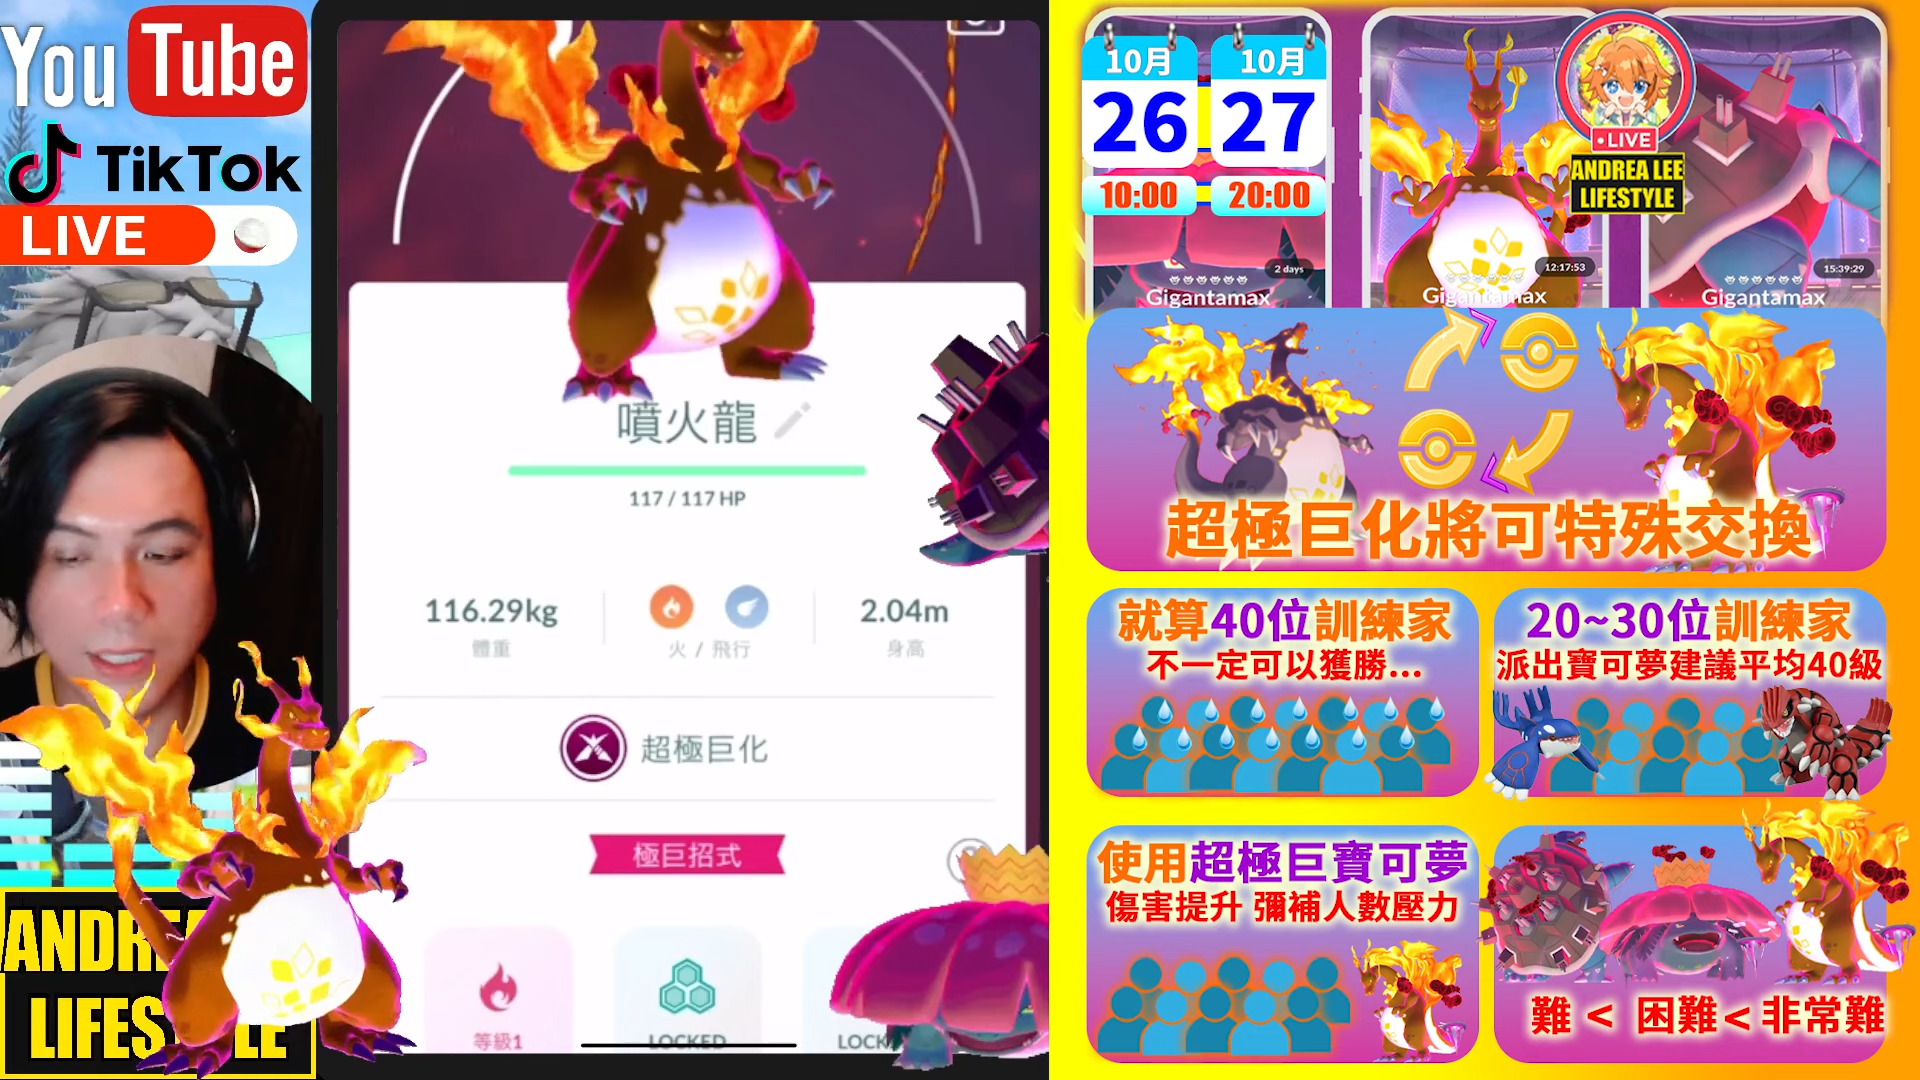 YouTube
TikTok
LIVE
ANDREA
LIFESTYLE
噴火龍
117 / 117 HP
116.29kg
體重
火 / 飛行
2.04m
身高
超極巨化
極巨招式
等級1
LOCKED
LOCK
10月
26
10:00
10月
27
20:00
LIVE
ANDREA LEE
LIFESTYLE
2 days
Gigantamax
12:17:53
Gigantamax
15:39:29
Gigantamax
超極巨化將可特殊交換
就算40位訓練家
不一定可以獲勝...
20~30位訓練家
派出寶可夢建議平均40級
使用超極巨寶可夢
傷害提升 彌補人數壓力
難 < 困難 < 非常難